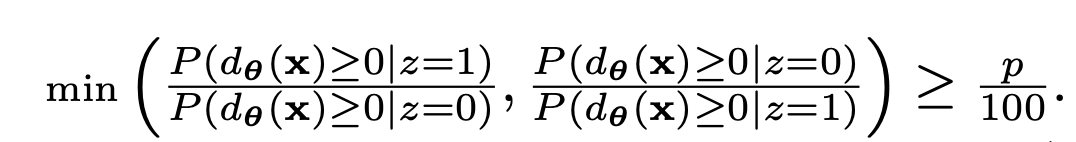 min ( P(d_θ(𝐱)≥0|z=1) / P(d_θ(𝐱)≥0|z=0) , P(d_θ(𝐱)≥0|z=0) / P(d_θ(𝐱)≥0|z=1) ) ≥ p / 100 .